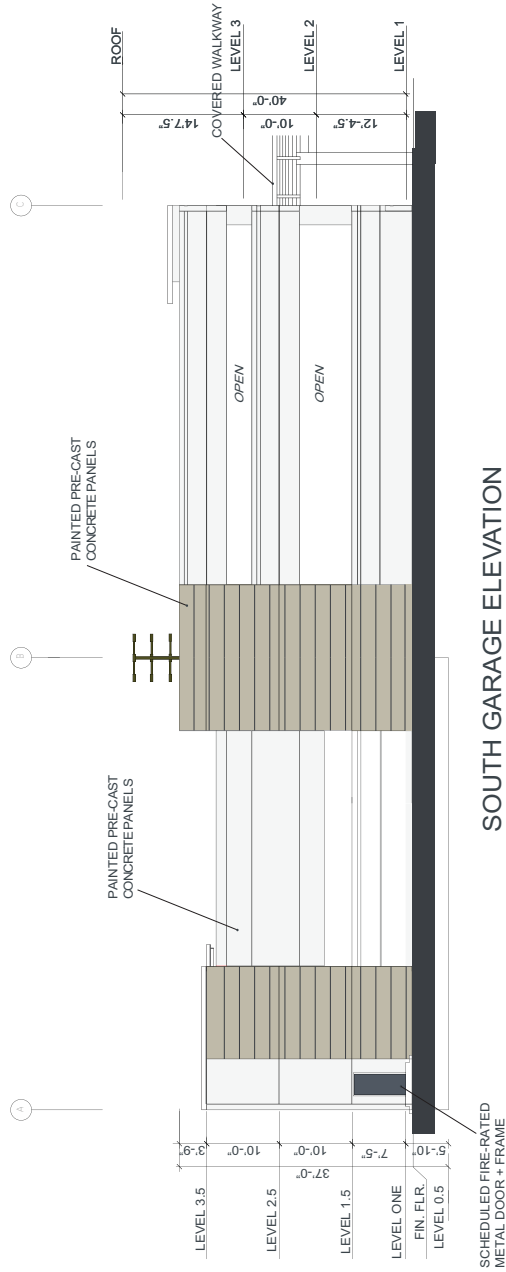 A
B
C
PAINTED PRE-CAST
CONCRETE PANELS
PAINTED PRE-CAST
CONCRETE PANELS
COVERED WALKWAY
ROOF
LEVEL 3
LEVEL 2
LEVEL 1
14'7.5"
10'-0"
12'-4.5"
40'-0"
OPEN
OPEN
LEVEL 3.5
LEVEL 2.5
LEVEL 1.5
LEVEL ONE
FIN. FLR.
LEVEL 0.5
3'-9"
10'-0"
10'-0"
7'-5"
5'-10"
37'-0"
SCHEDULED FIRE-RATED
METAL DOOR + FRAME
SOUTH GARAGE ELEVATION